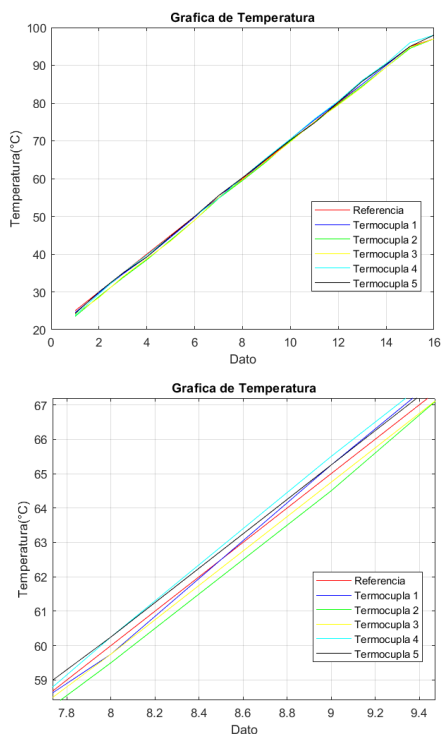 Grafica de Temperatura
100
90
80
70
60
50
40
30
20
Temperatura(°C)
Referencia
Termocupla 1
Termocupla 2
Termocupla 3
Termocupla 4
Termocupla 5
0 2 4 6 8 10 12 14 16
Dato
Grafica de Temperatura
67
66
65
64
63
62
61
60
59
Temperatura(°C)
Referencia
Termocupla 1
Termocupla 2
Termocupla 3
Termocupla 4
Termocupla 5
7.8 8 8.2 8.4 8.6 8.8 9 9.2 9.4
Dato